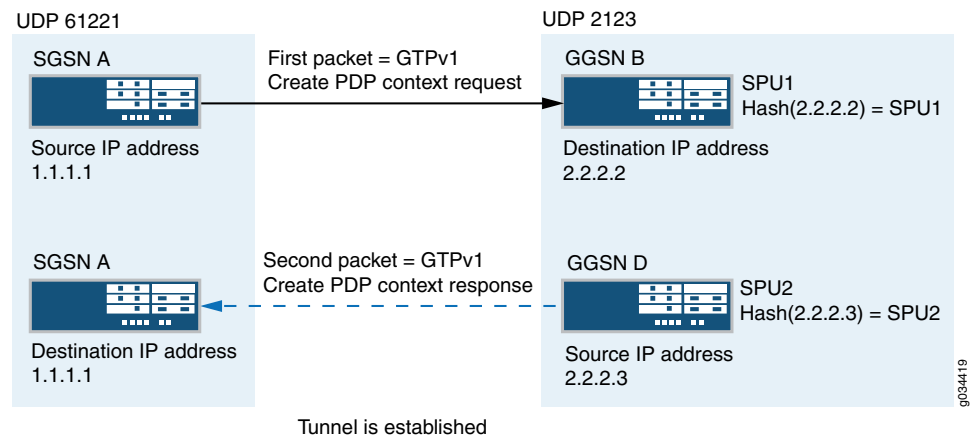 UDP 61221
UDP 2123
SGSN A
First packet = GTPv1
Create PDP context request
GGSN B
SPU1
Hash(2.2.2.2) = SPU1
Source IP address
1.1.1.1
Destination IP address
2.2.2.2
SGSN A
Second packet = GTPv1
Create PDP context response
GGSN D
SPU2
Hash(2.2.2.3) = SPU2
Destination IP address
1.1.1.1
Source IP address
2.2.2.3
Tunnel is established
g034419